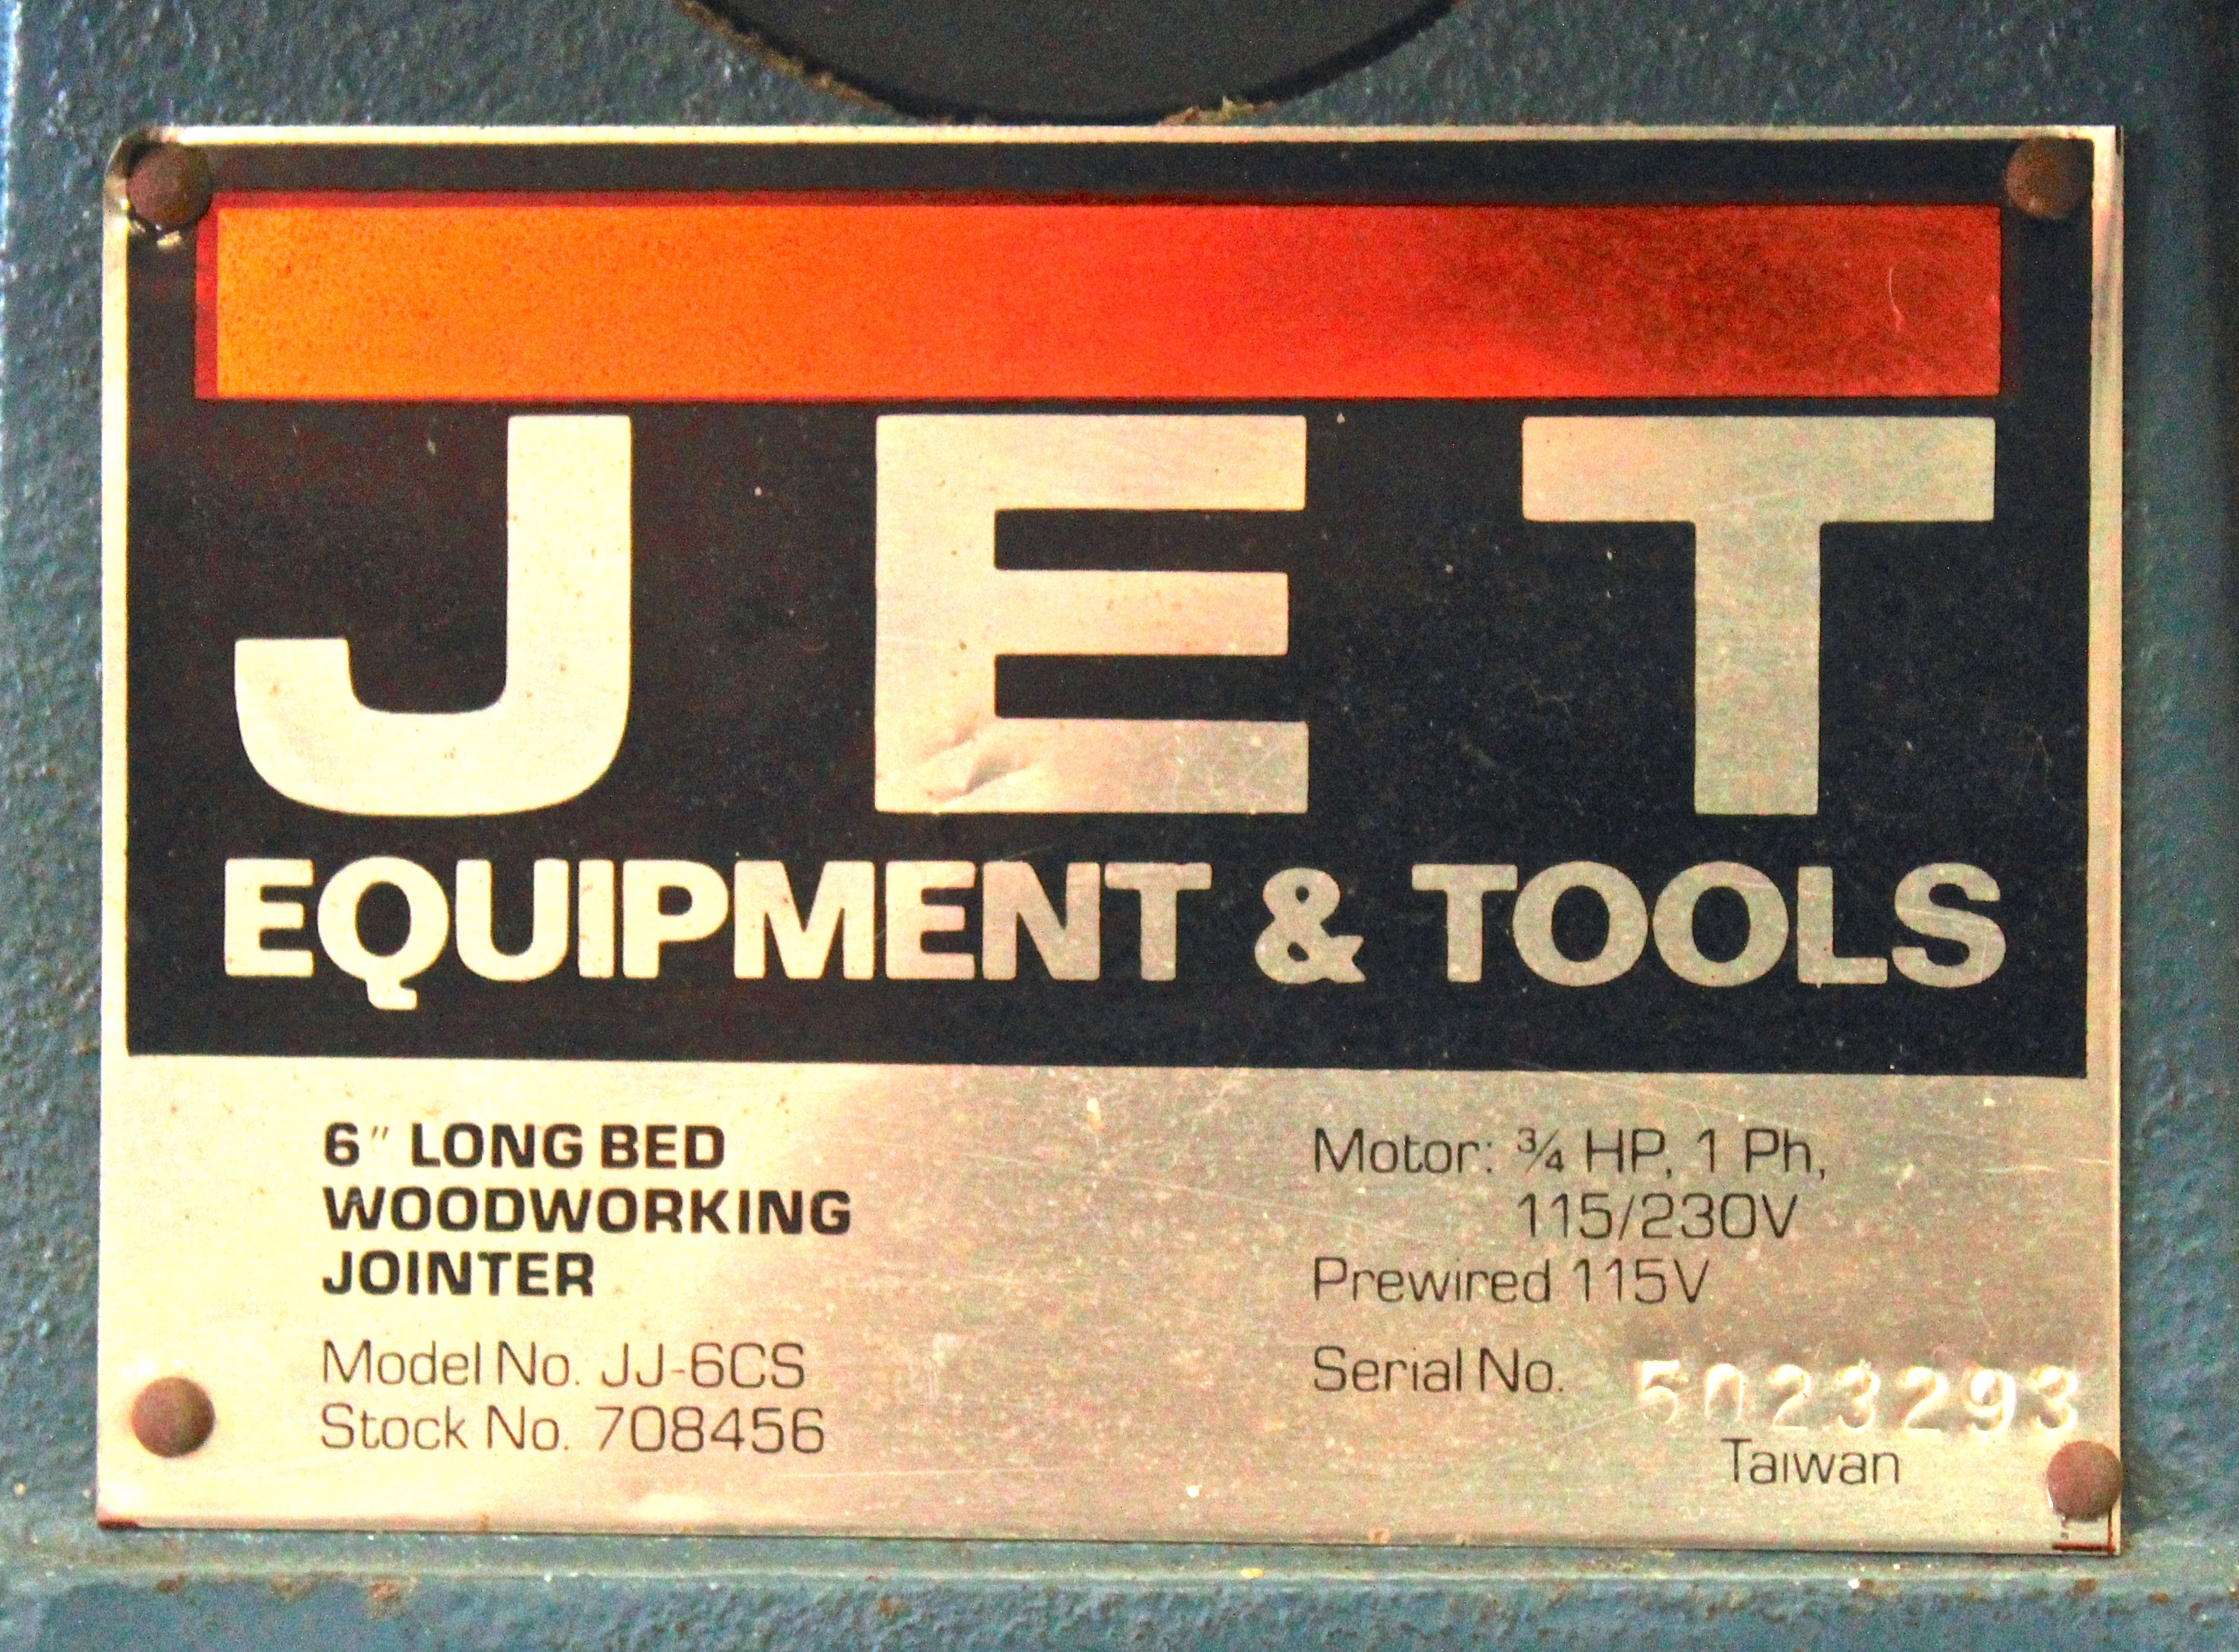 JET
EQUIPMENT & TOOLS
6" LONG BED
WOODWORKING
JOINTER
Model No. JJ-6CS
Stock No. 708456
Motor: ¾ HP, 1 Ph,
115/230V
Prewired 115V
Serial No. 5023293
Taiwan